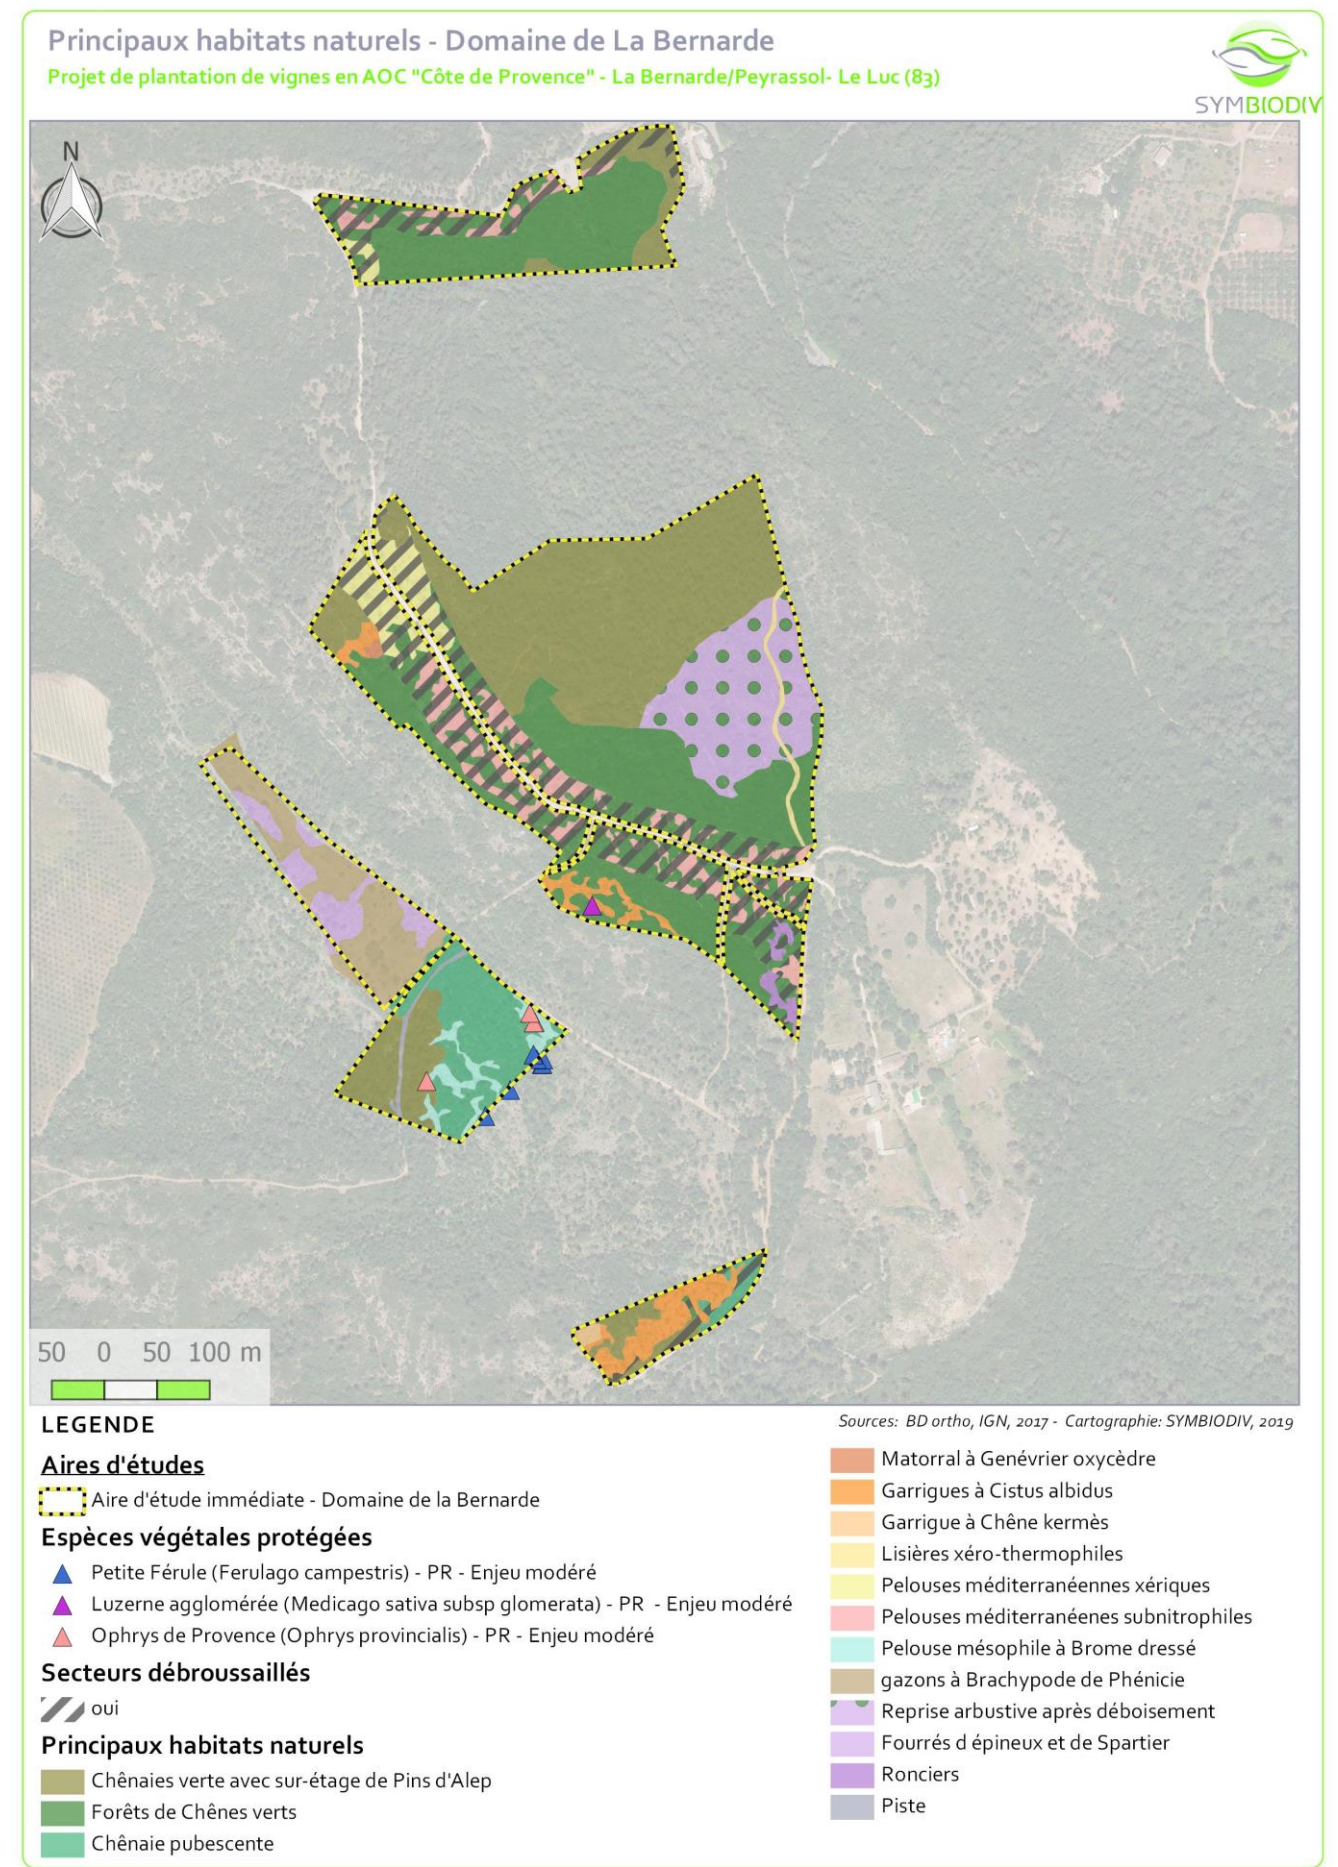 Principaux habitats naturels - Domaine de La Bernarde
Projet de plantation de vignes en AOC "Côte de Provence" - La Bernarde/Peyrassol- Le Luc (83)
SYMBIODIV
N
50 0 50 100 m
Sources: BD ortho, IGN, 2017 - Cartographie: SYMBIODIV, 2019
LEGENDE
Aires d'études
Aire d'étude immédiate - Domaine de la Bernarde
Espèces végétales protégées
Petite Férule (Ferulago campestris) - PR - Enjeu modéré
Luzerne agglomérée (Medicago sativa subsp glomerata) - PR - Enjeu modéré
Ophrys de Provence (Ophrys provincialis) - PR - Enjeu modéré
Secteurs débroussaillés
oui
Principaux habitats naturels
Chênaies verte avec sur-étage de Pins d'Alep
Forêts de Chênes verts
Chênaie pubescente
Matorral à Genévrier oxycèdre
Garrigues à Cistus albidus
Garrigue à Chêne kermès
Lisières xéro-thermophiles
Pelouses méditerranéennes xériques
Pelouses méditerranéenes subnitrophiles
Pelouse mésophile à Brome dressé
gazons à Brachypode de Phénicie
Reprise arbustive après déboisement
Fourrés d épineux et de Spartier
Ronciers
Piste